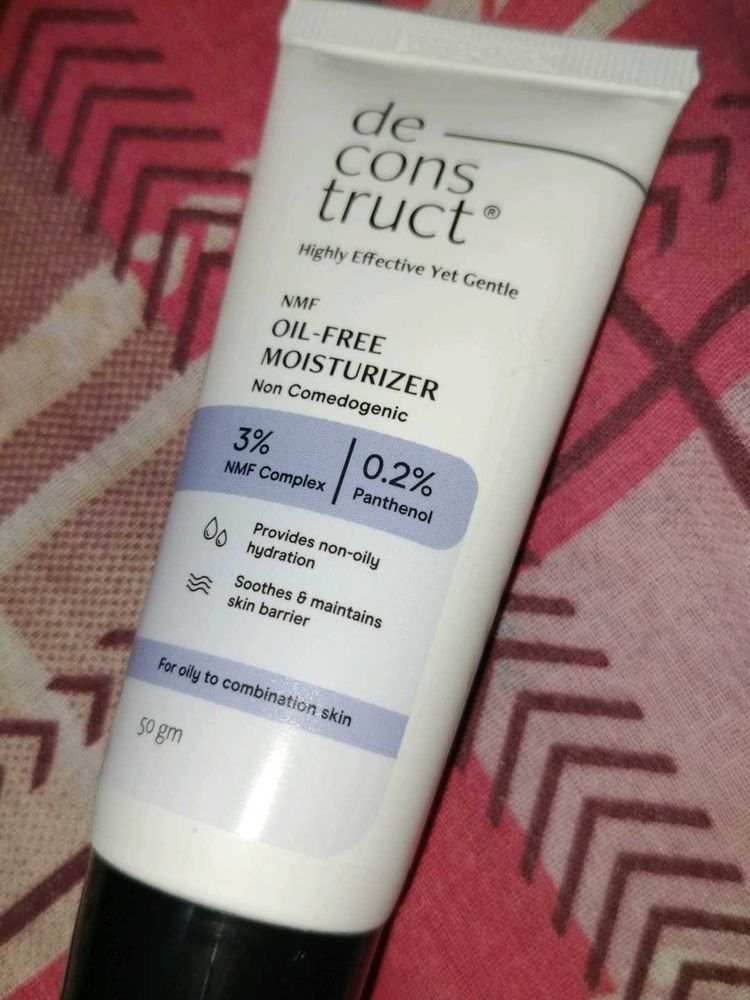 de
cons
truct®
Highly Effective Yet Gentle
NMF
OIL-FREE
MOISTURIZER
Non Comedogenic
3%
NMF Complex
0.2%
Panthenol
Provides non-oily
hydration
Soothes & maintains
skin barrier
For oily to combination skin
50 gm